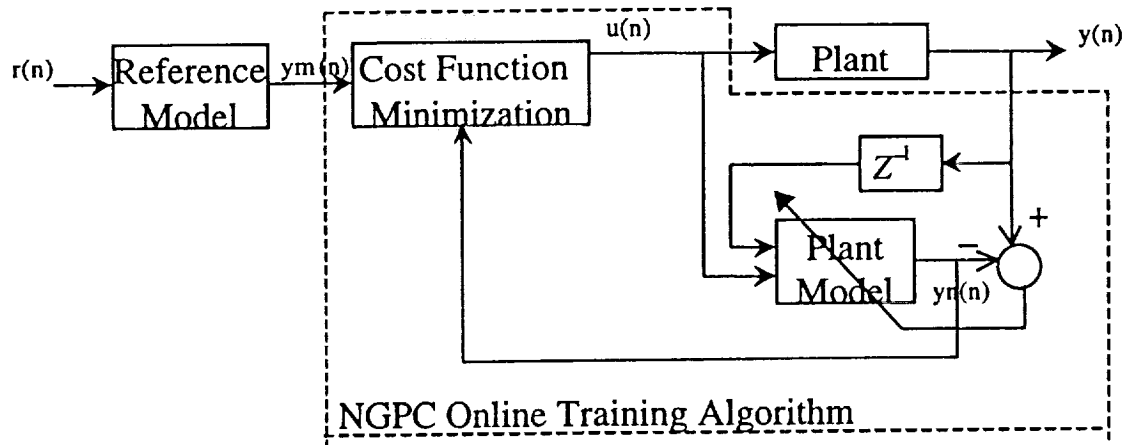 u(n)
y(n)
r(n)
Reference
Model
ym(n)
Cost Function
Minimization
Plant
Z⁻¹
+
−
Plant
Model
yn(n)
NGPC Online Training Algorithm